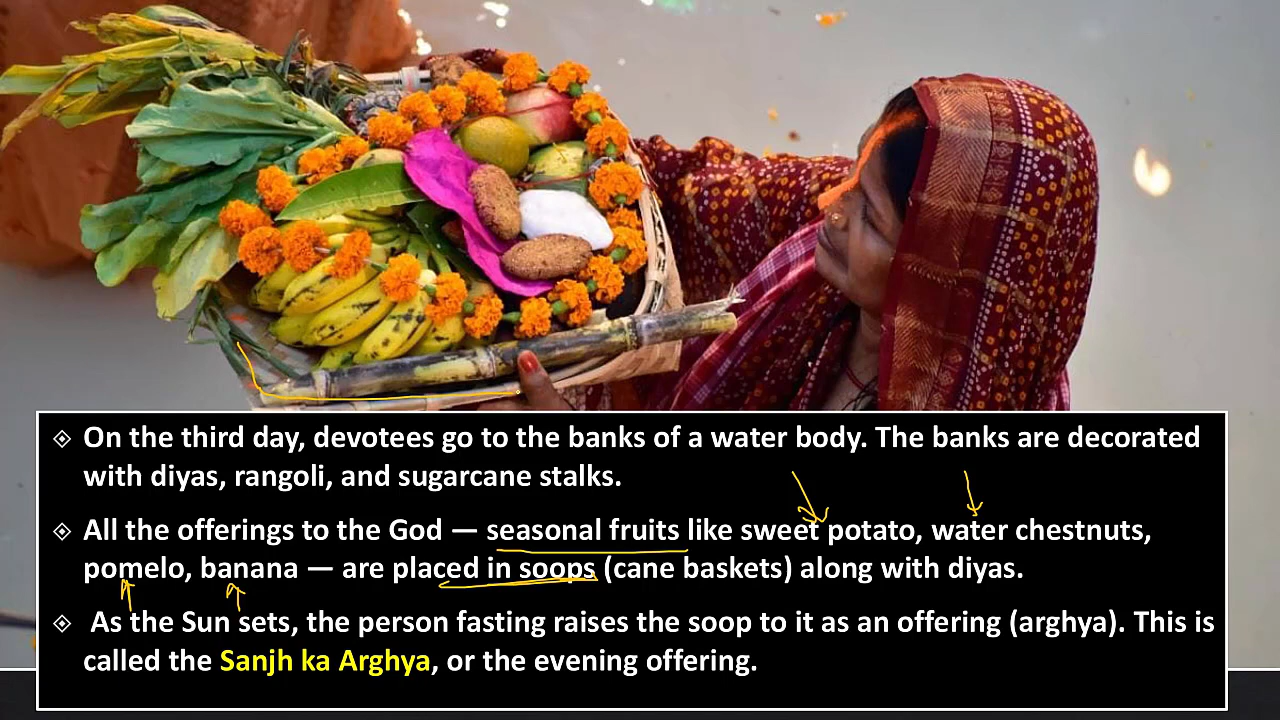 On the third day, devotees go to the banks of a water body. The banks are decorated
with diyas, rangoli, and sugarcane stalks.
All the offerings to the God — seasonal fruits like sweet potato, water chestnuts,
pomelo, banana — are placed in soops (cane baskets) along with diyas.
As the Sun sets, the person fasting raises the soop to it as an offering (arghya). This is
called the Sanjh ka Arghya, or the evening offering.